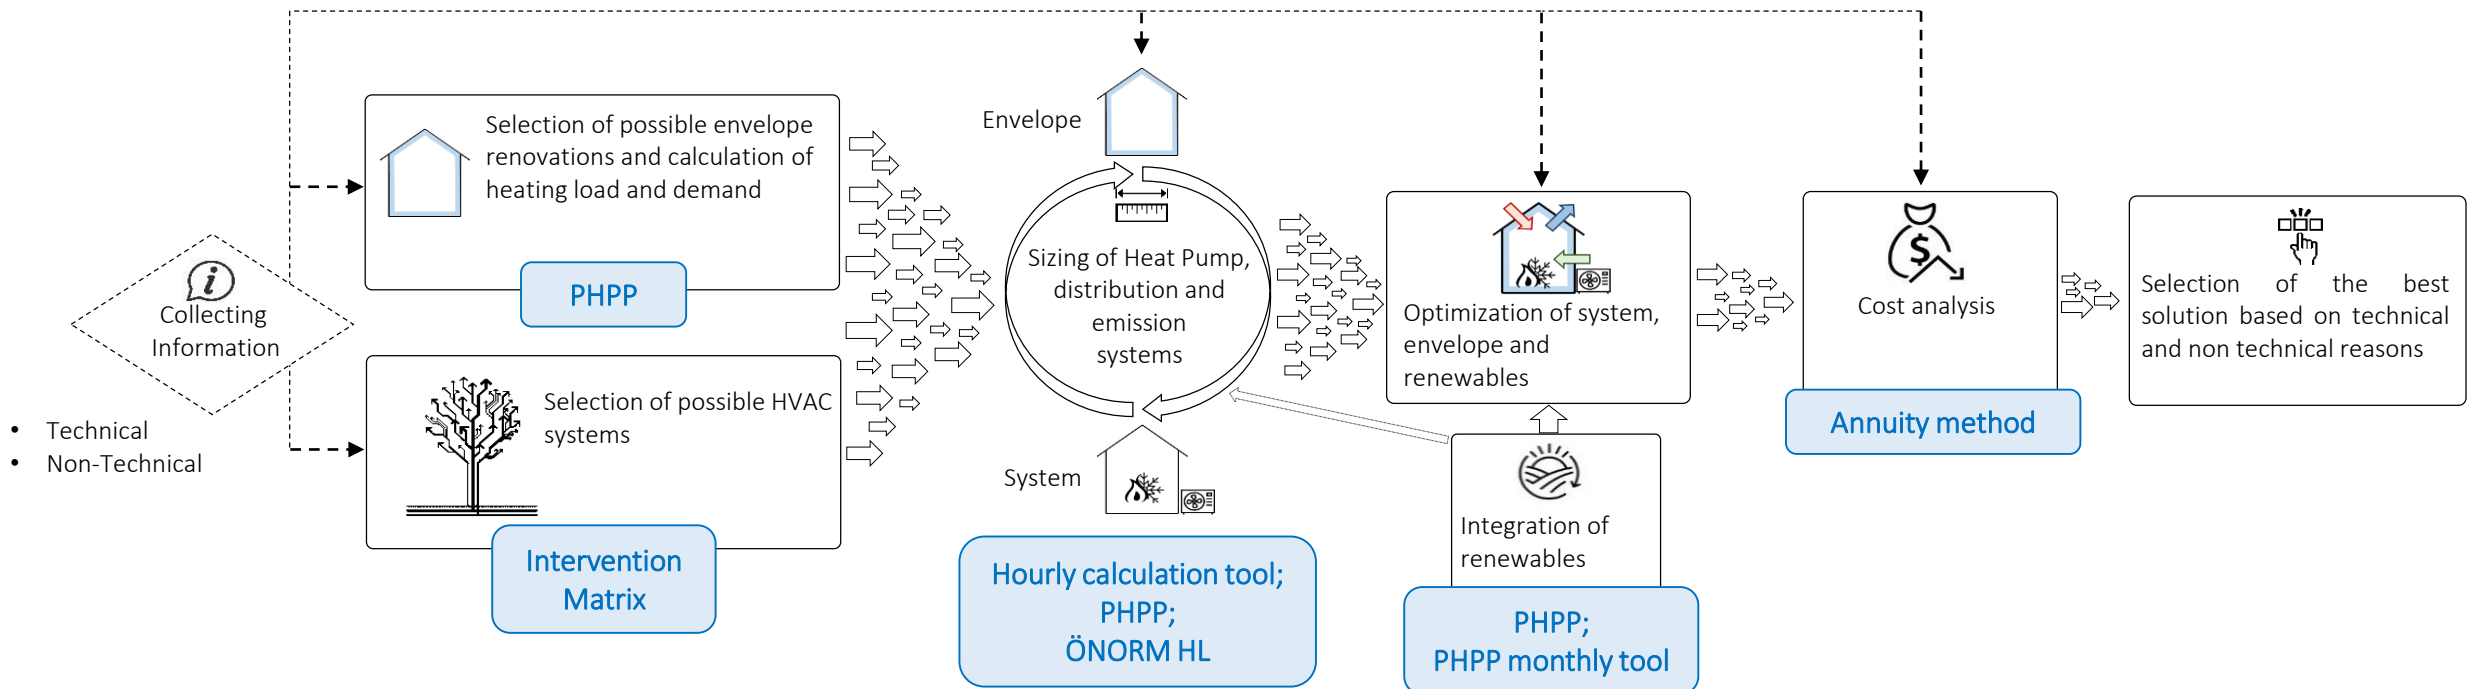 Collecting
Information
• Technical
• Non-Technical
Selection of possible envelope
renovations and calculation of
heating load and demand
PHPP
Selection of possible HVAC
systems
Intervention
Matrix
Envelope
Sizing of Heat Pump,
distribution and
emission
systems
System
Hourly calculation tool;
PHPP;
ÖNORM HL
Optimization of system,
envelope and
renewables
Integration of
renewables
PHPP;
PHPP monthly tool
$
Cost analysis
Annuity method
Selection of the best
solution based on technical
and non technical reasons